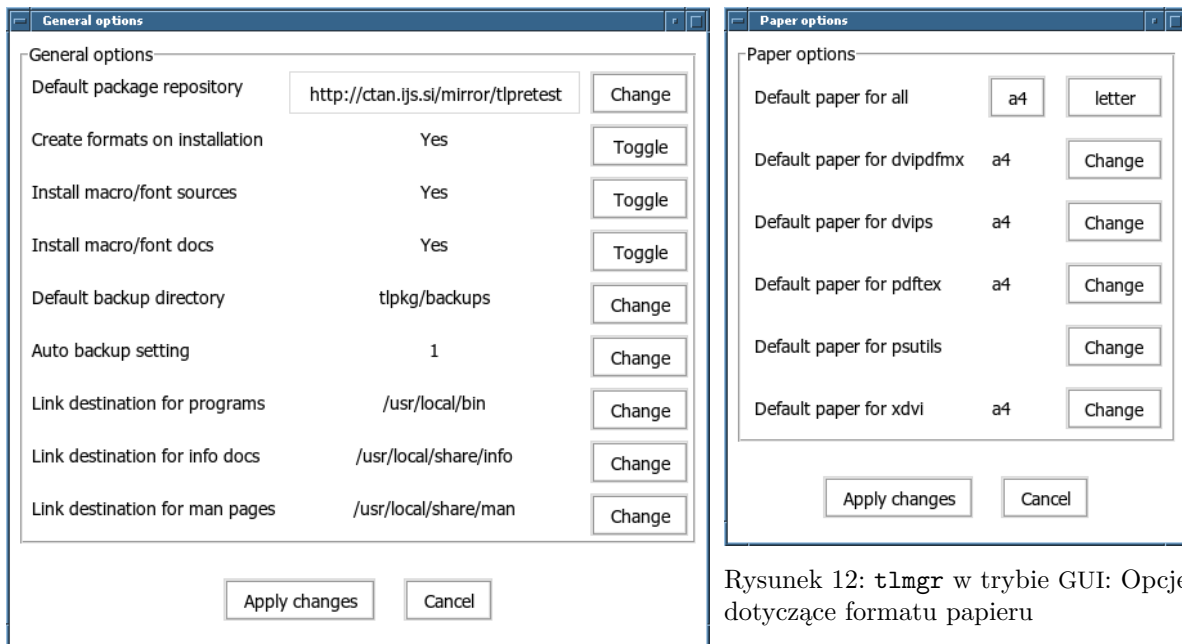 General options
General options
Default package repository http://ctan.ijs.si/mirror/tlpretest Change
Create formats on installation Yes Toggle
Install macro/font sources Yes Toggle
Install macro/font docs Yes Toggle
Default backup directory tlpkg/backups Change
Auto backup setting 1 Change
Link destination for programs /usr/local/bin Change
Link destination for info docs /usr/local/share/info Change
Link destination for man pages /usr/local/share/man Change
Apply changes Cancel
Paper options
Paper options
Default paper for all a4 letter
Default paper for dvipdfmx a4 Change
Default paper for dvips a4 Change
Default paper for pdftex a4 Change
Default paper for psutils Change
Default paper for xdvi a4 Change
Apply changes Cancel
Rysunek 12: tlmgr w trybie GUI: Opcje
dotyczące formatu papieru